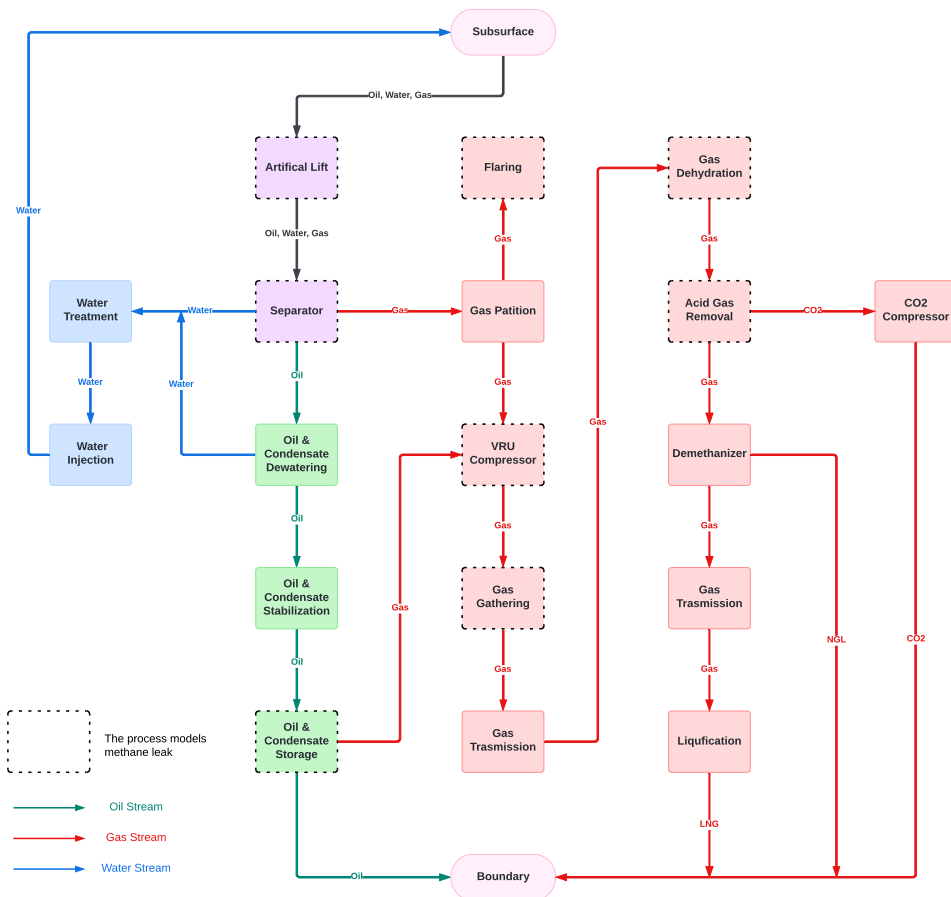 Subsurface
Oil, Water, Gas
Artifical Lift
Flaring
Gas
Dehydration
Water
Oil, Water, Gas
Gas
Gas
Water
Treatment
Water
Separator
Gas
Gas Patition
Acid Gas
Removal
CO2
CO2
Compressor
Oil
Gas
Gas
Water
Water
Gas
Water
Injection
Oil &
Condensate
Dewatering
VRU
Compressor
Demethanizer
Oil
Gas
Gas
Oil &
Condensate
Stabilization
Gas
Gas
Gathering
Gas
Trasmission
NGL
CO2
Oil
Gas
Gas
The process models
methane leak
Oil &
Condensate
Storage
Gas
Trasmission
Liqufication
Oil Stream
Gas Stream
Water Stream
LNG
Oil
Boundary